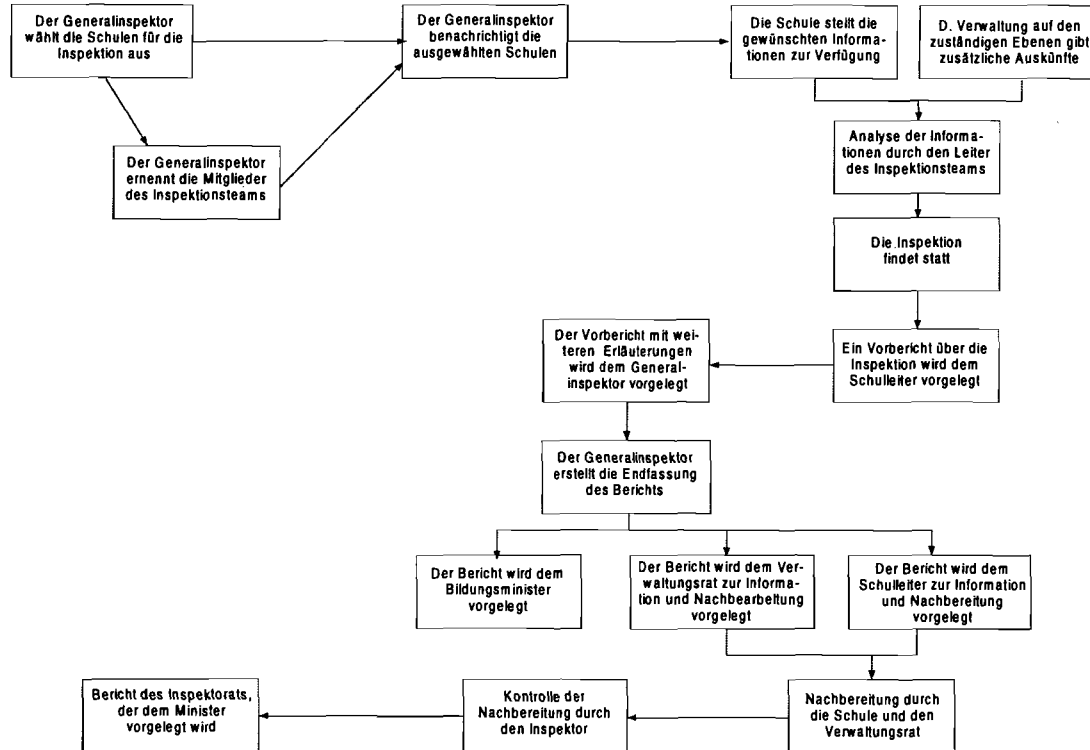 Der Generalinspektor
wählt die Schulen für die
Inspektion aus
Der Generalinspektor
benachrichtigt die
ausgewählten Schulen
Die Schule stellt die
gewünschten Informa-
tionen zur Verfügung
D. Verwaltung auf den
zuständigen Ebenen gibt
zusätzliche Auskünfte
Der Generalinspektor
ernennt die Mitglieder
des Inspektionsteams
Analyse der Informa-
tionen durch den Leiter
des Inspektionsteams
Die Inspektion
findet statt
Ein Vorbericht über die
Inspektion wird dem
Schulleiter vorgelegt
Der Vorbericht mit wei-
teren Erläuterungen
wird dem General-
inspektor vorgelegt
Der Generalinspektor
erstellt die Endfassung
des Berichts
Der Bericht wird dem
Bildungsminister
vorgelegt
Der Bericht wird dem Ver-
waltungsrat zur Informa-
tion und Nachbearbeitung
vorgelegt
Der Bericht wird dem
Schulleiter zur Information
und Nachbereitung
vorgelegt
Nachbereitung durch
die Schule und den
Verwaltungsrat
Kontrolle der
Nachbereitung durch
den Inspektor
Bericht des Inspektorats,
der dem Minister
vorgelegt wird